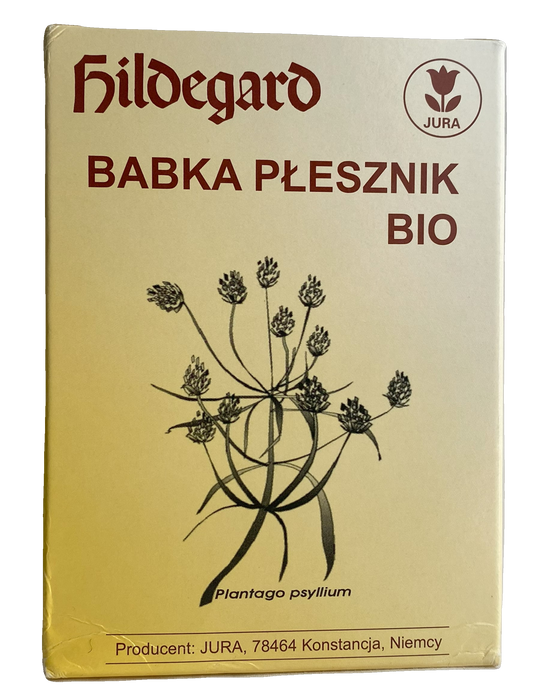 Hildegard
JURA
BABKA PŁESZNIK
BIO
Plantago psyllium
Producent: JURA, 78464 Konstancja, Niemcy